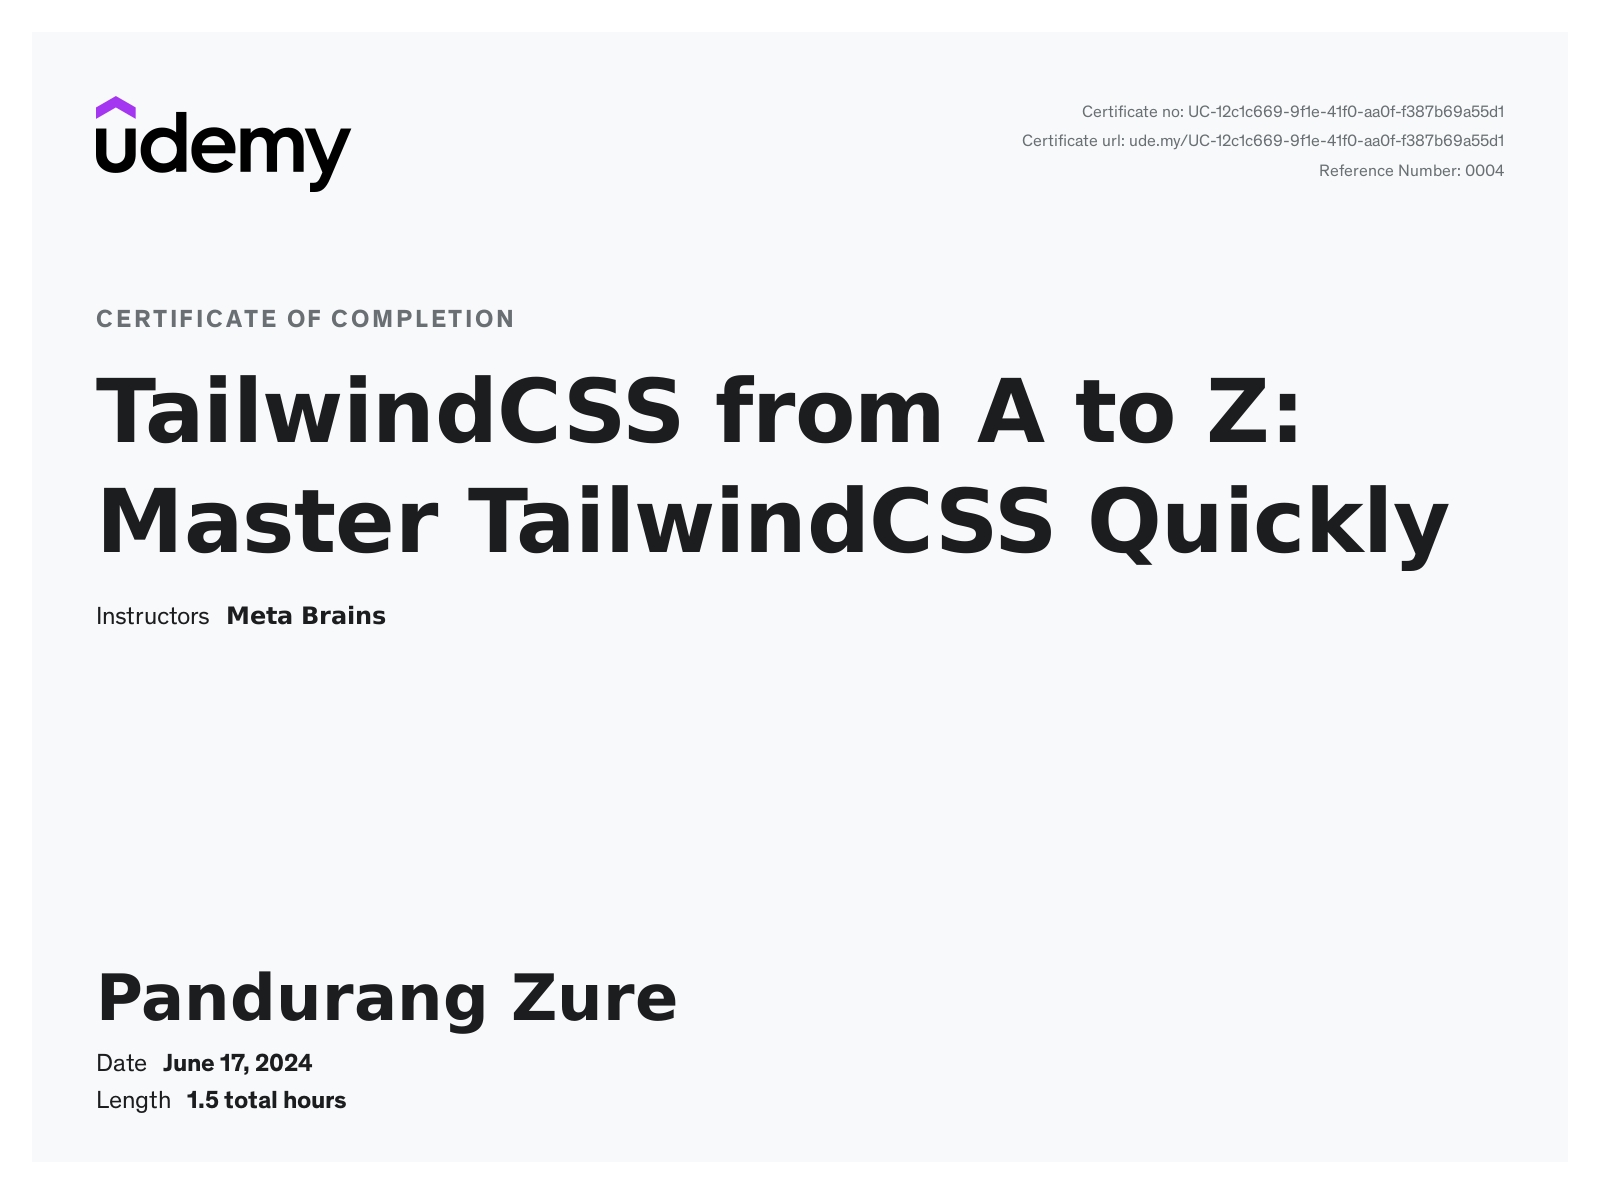 udemy
Certificate no: UC-12c1c669-9f1e-41f0-aa0f-f387b69a55d1
Certificate url: ude.my/UC-12c1c669-9f1e-41f0-aa0f-f387b69a55d1
Reference Number: 0004
CERTIFICATE OF COMPLETION
TailwindCSS from A to Z:
Master TailwindCSS Quickly
Instructors Meta Brains
Pandurang Zure
Date June 17, 2024
Length 1.5 total hours